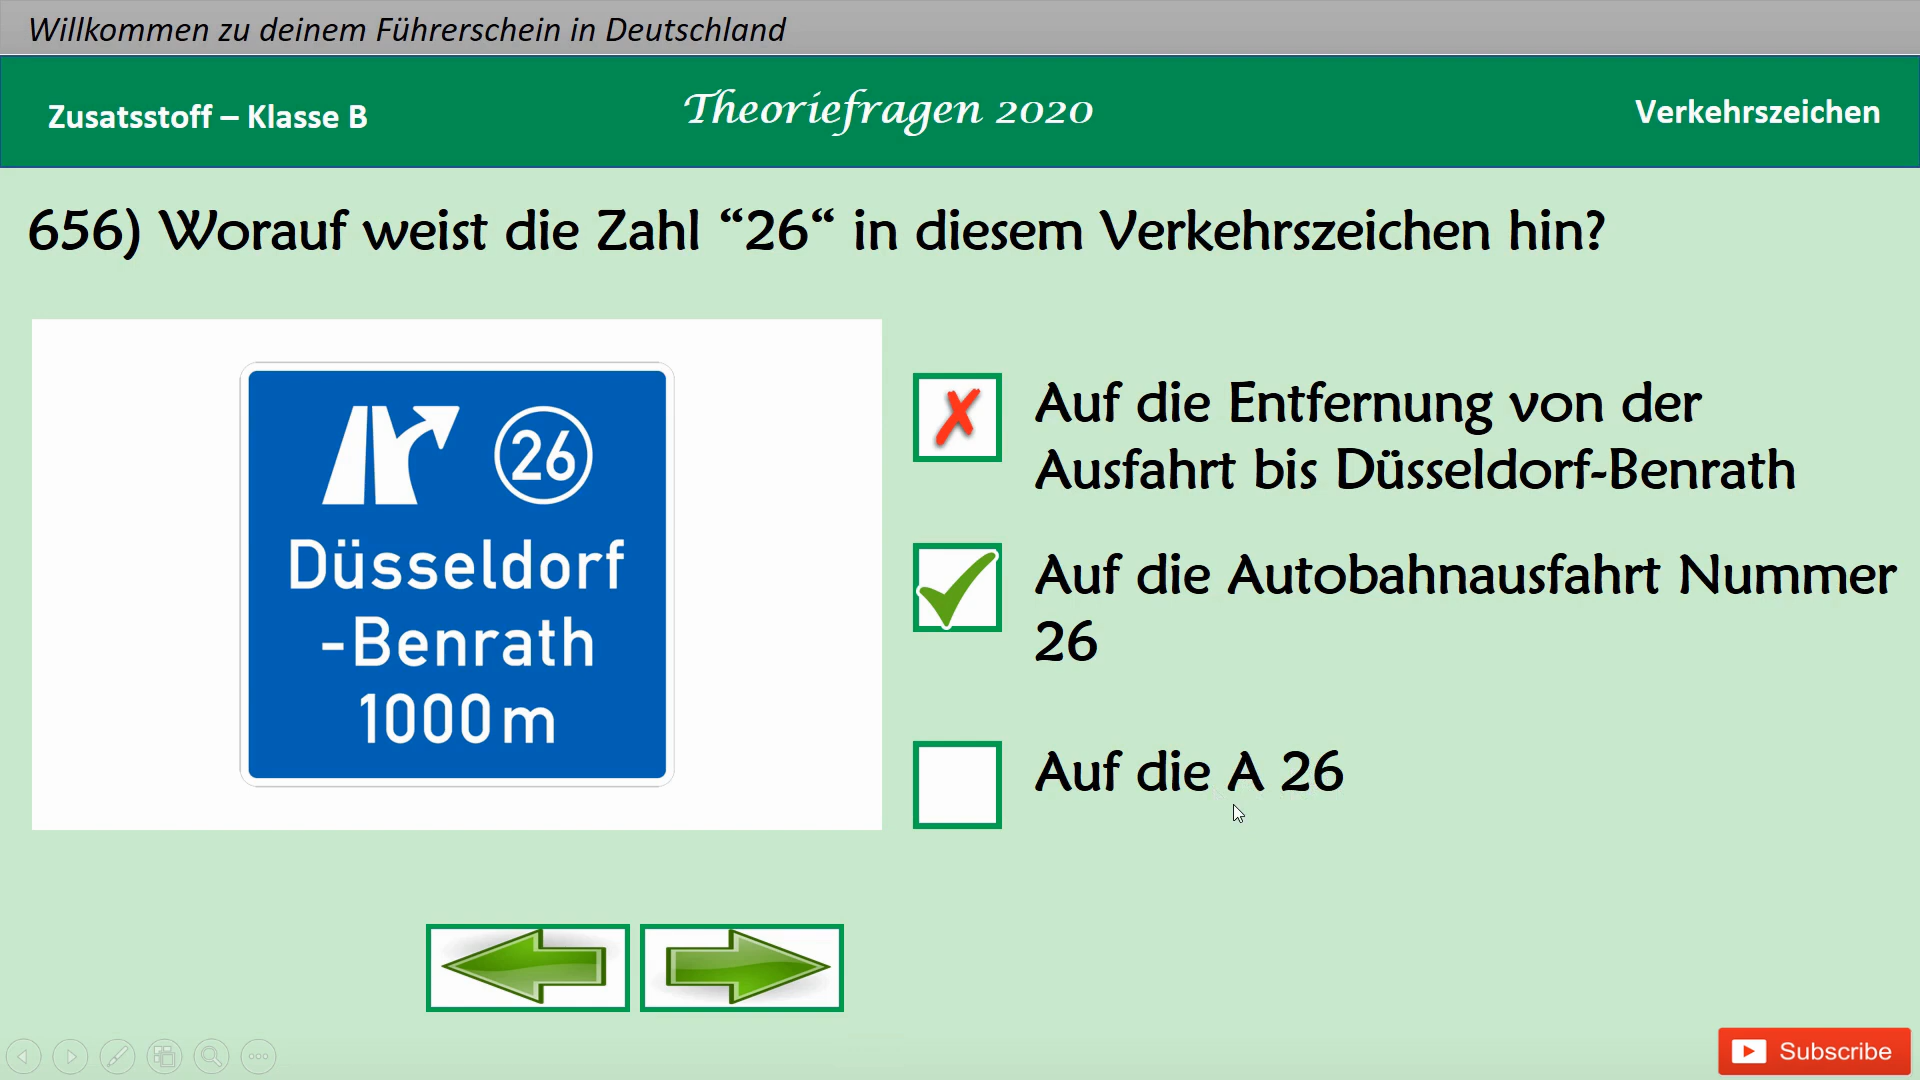 Willkommen zu deinem Führerschein in Deutschland
Zusatsstoff – Klasse B
Theoriefragen 2020
Verkehrszeichen
656) Worauf weist die Zahl “26“ in diesem Verkehrszeichen hin?
26
Düsseldorf
-Benrath
1000 m
Auf die Entfernung von der
Ausfahrt bis Düsseldorf-Benrath
Auf die Autobahnausfahrt Nummer
26
Auf die A 26
Subscribe